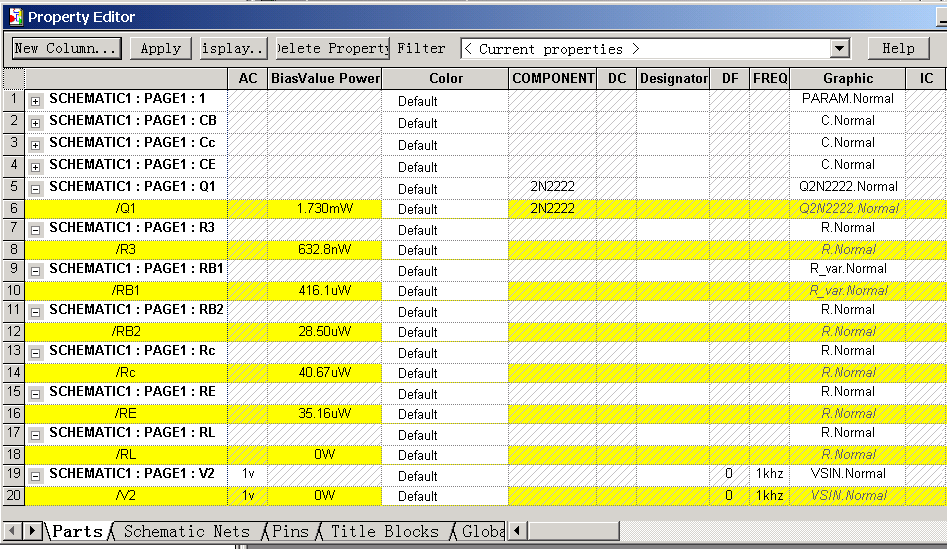 Property Editor
New Column... Apply isplay.. Delete Property Filter < Current properties > Help
AC BiasValue Power Color COMPONENT DC Designator DF FREQ Graphic IC
1 SCHEMATIC1 : PAGE1 : 1 Default PARAM.Normal
2 SCHEMATIC1 : PAGE1 : CB Default C.Normal
3 SCHEMATIC1 : PAGE1 : Cc Default C.Normal
4 SCHEMATIC1 : PAGE1 : CE Default C.Normal
5 SCHEMATIC1 : PAGE1 : Q1 Default 2N2222 Q2N2222.Normal
6 /Q1 1.730mW Default 2N2222 Q2N2222.Normal
7 SCHEMATIC1 : PAGE1 : R3 Default R.Normal
8 /R3 632.8nW Default R.Normal
9 SCHEMATIC1 : PAGE1 : RB1 Default R_var.Normal
10 /RB1 416.1uW Default R_var.Normal
11 SCHEMATIC1 : PAGE1 : RB2 Default R.Normal
12 /RB2 28.50uW Default R.Normal
13 SCHEMATIC1 : PAGE1 : Rc Default R.Normal
14 /Rc 40.67uW Default R.Normal
15 SCHEMATIC1 : PAGE1 : RE Default R.Normal
16 /RE 35.16uW Default R.Normal
17 SCHEMATIC1 : PAGE1 : RL Default R.Normal
18 /RL 0W Default R.Normal
19 SCHEMATIC1 : PAGE1 : V2 1v Default 0 1khz VSIN.Normal
20 /V2 1v 0W Default 0 1khz VSIN.Normal
Parts Schematic Nets Pins Title Blocks Globa